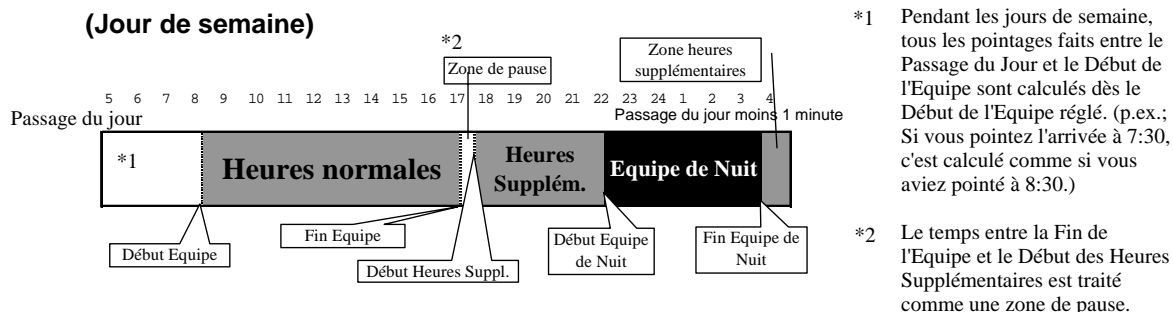 (Jour de semaine)
*2
Zone de pause
Zone heures
supplémentaires
5 6 7 8 9 10 11 12 13 14 15 16 17 18 19 20 21 22 23 24 1 2 3 4
Passage du jour
Passage du jour moins 1 minute
*1
Heures normales
Heures
Supplém.
Equipe de Nuit
Début Equipe
Fin Equipe
Début Heures Suppl.
Début Equipe
de Nuit
Fin Equipe de
Nuit
*1 Pendant les jours de semaine,
tous les pointages faits entre le
Passage du Jour et le Début de
l'Equipe sont calculés dès le
Début de l'Equipe réglé. (p.ex.;
Si vous pointez l'arrivée à 7:30,
c'est calculé comme si vous
aviez pointé à 8:30.)
*2 Le temps entre la Fin de
l'Equipe et le Début des Heures
Supplémentaires est traité
comme une zone de pause.